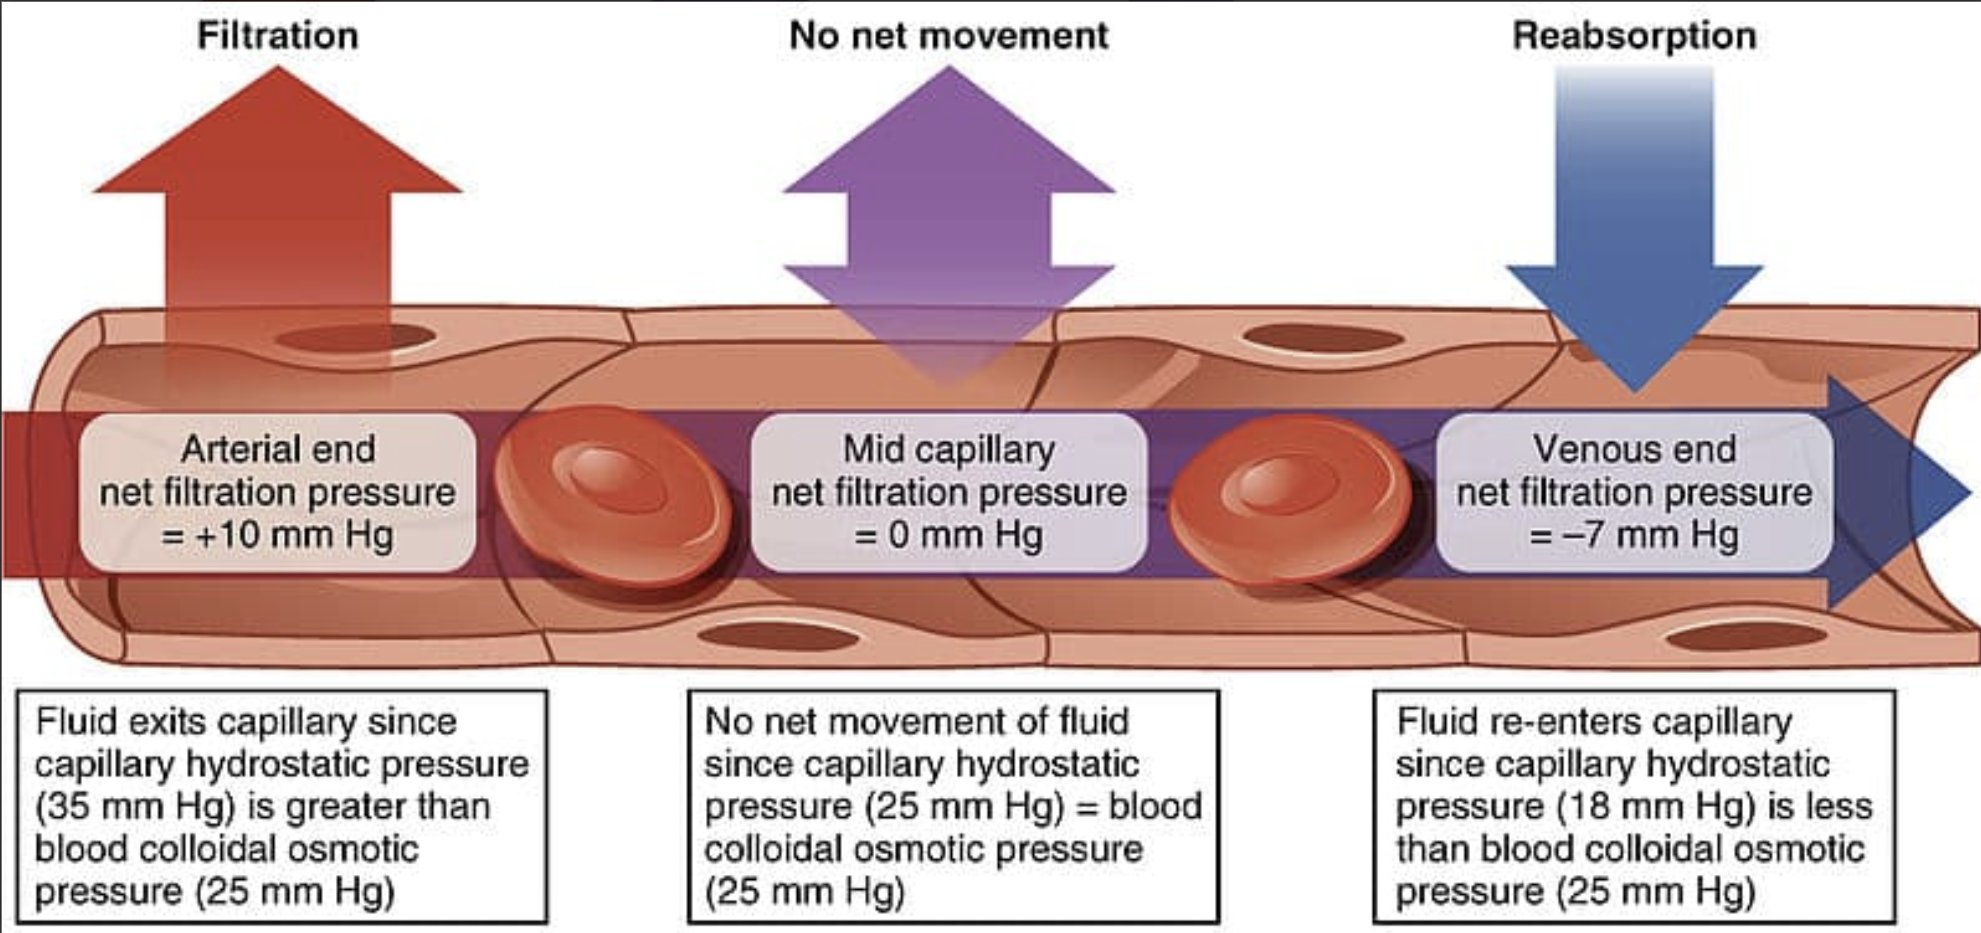 Filtration
No net movement
Reabsorption
Arterial end
net filtration pressure
= +10 mm Hg
Mid capillary
net filtration pressure
= 0 mm Hg
Venous end
net filtration pressure
= –7 mm Hg
Fluid exits capillary since
capillary hydrostatic pressure
(35 mm Hg) is greater than
blood colloidal osmotic
pressure (25 mm Hg)
No net movement of fluid
since capillary hydrostatic
pressure (25 mm Hg) = blood
colloidal osmotic pressure
(25 mm Hg)
Fluid re-enters capillary
since capillary hydrostatic
pressure (18 mm Hg) is less
than blood colloidal osmotic
pressure (25 mm Hg)